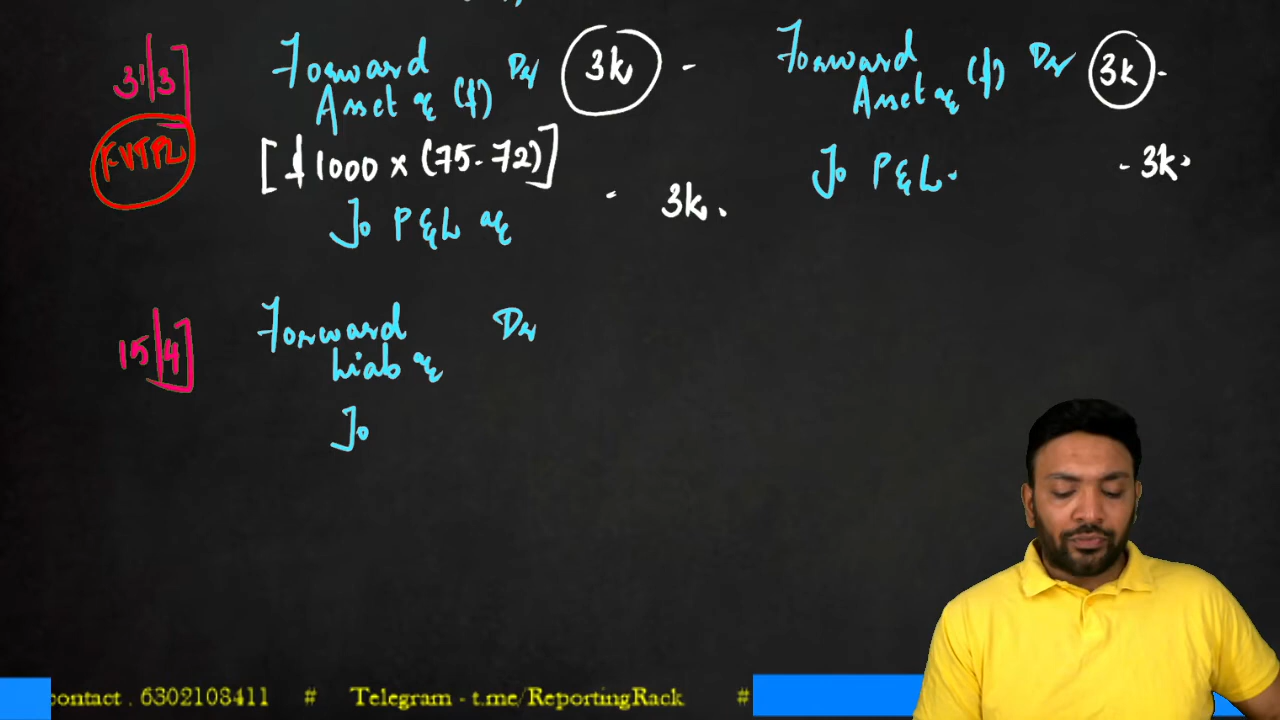 31/3]
FVTPL
Forward Dr 3k -
Asset a/c ($)
[$1000 x (75-72)]
To P&L a/c - 3k.
Forward Dr 3k -
Asset a/c ($)
To P&L. - 3k.
15/4]
Forward Dr
Liab a/c
To
contact . 6302108411 # Telegram - t.me/ReportingRack #